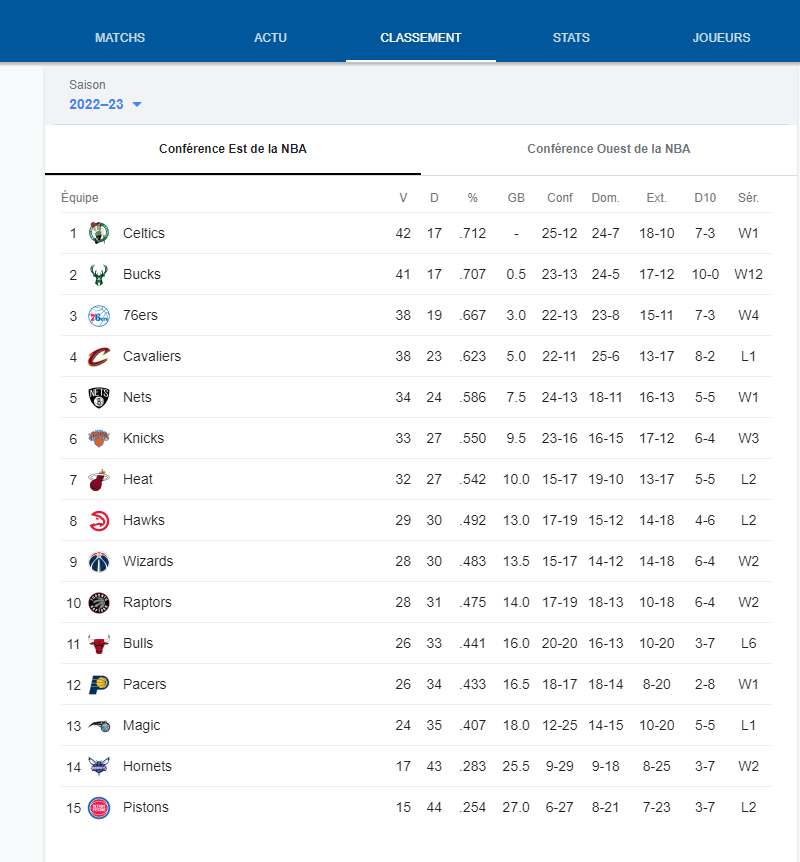 MATCHS ACTU CLASSEMENT STATS JOUEURS
Saison
2022–23
Conférence Est de la NBA Conférence Ouest de la NBA
Équipe V D % GB Conf Dom. Ext. D10 Sér.
1 Celtics 42 17 .712 - 25-12 24-7 18-10 7-3 W1
2 Bucks 41 17 .707 0.5 23-13 24-5 17-12 10-0 W12
3 76ers 38 19 .667 3.0 22-13 23-8 15-11 7-3 W4
4 Cavaliers 38 23 .623 5.0 22-11 25-6 13-17 8-2 L1
5 NETS Nets 34 24 .586 7.5 24-13 18-11 16-13 5-5 W1
6 Knicks 33 27 .550 9.5 23-16 16-15 17-12 6-4 W3
7 Heat 32 27 .542 10.0 15-17 19-10 13-17 5-5 L2
8 Hawks 29 30 .492 13.0 17-19 15-12 14-18 4-6 L2
9 Wizards 28 30 .483 13.5 15-17 14-12 14-18 6-4 W2
10 Raptors 28 31 .475 14.0 17-19 18-13 10-18 6-4 W2
11 Bulls 26 33 .441 16.0 20-20 16-13 10-20 3-7 L6
12 Pacers 26 34 .433 16.5 18-17 18-14 8-20 2-8 W1
13 Magic 24 35 .407 18.0 12-25 14-15 10-20 5-5 L1
14 Hornets 17 43 .283 25.5 9-29 9-18 8-25 3-7 W2
15 Pistons 15 44 .254 27.0 6-27 8-21 7-23 3-7 L2